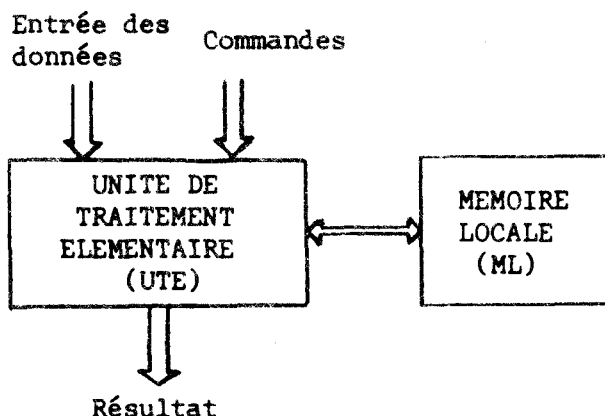 Entrée des
données
Commandes
UNITE DE
TRAITEMENT
ELEMENTAIRE
(UTE)
MEMOIRE
LOCALE
(ML)
Résultat